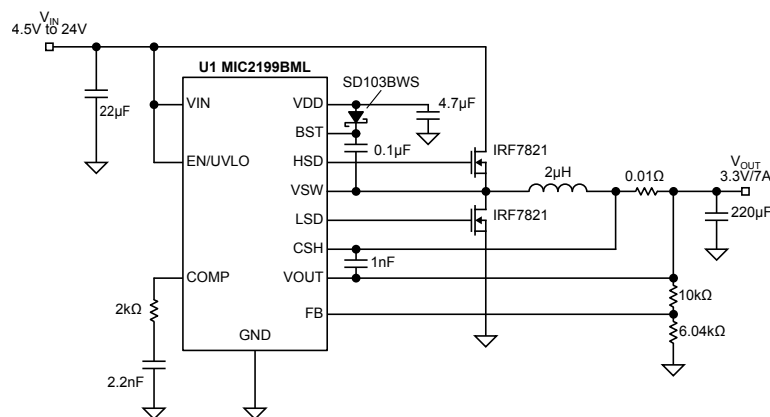 VIN
4.5V to 24V
U1 MIC2199BML
SD103BWS
22µF
VIN
VDD
4.7µF
BST
0.1µF
EN/UVLO
HSD
IRF7821
VSW
2µH
0.01Ω
VOUT
3.3V/7A
LSD
IRF7821
220µF
CSH
1nF
COMP
VOUT
2kΩ
10kΩ
FB
6.04kΩ
GND
2.2nF